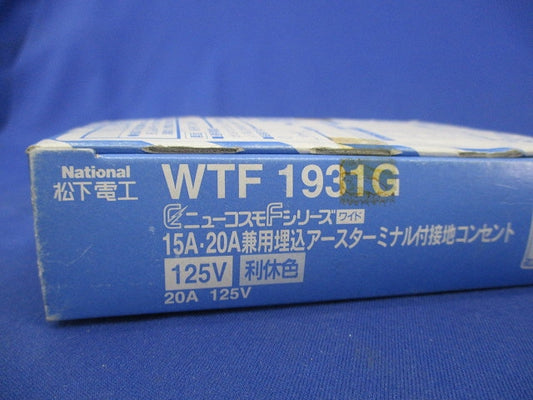 National
松下電工
WTF 1931G
ニューコスモFシリーズ ワイド
15A・20A兼用埋込アースターミナル付接地コンセント
125V 利休色
20A 125V